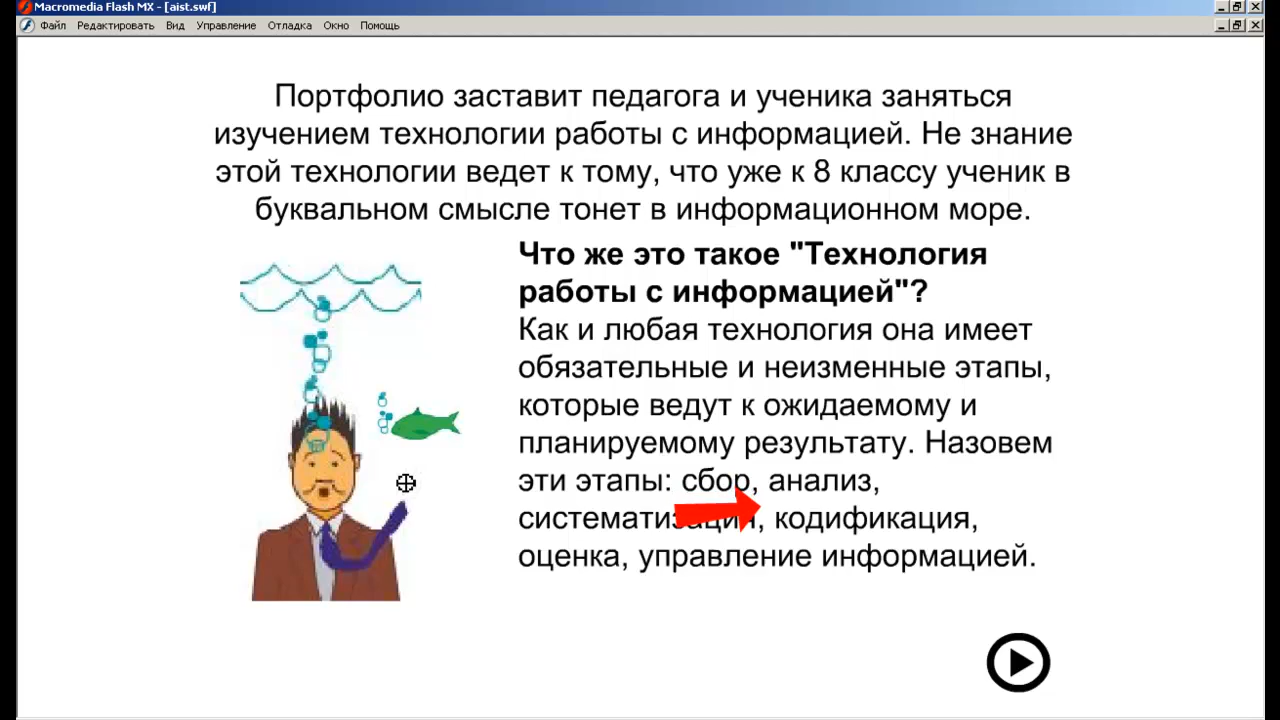 Macromedia Flash MX - [aist.swf]
Файл Редактировать Вид Управление Отладка Окно Помощь
Портфолио заставит педагога и ученика заняться
изучением технологии работы с информацией. Не знание
этой технологии ведет к тому, что уже к 8 классу ученик в
буквальном смысле тонет в информационном море.
Что же это такое "Технология
работы с информацией"?
Как и любая технология она имеет
обязательные и неизменные этапы,
которые ведут к ожидаемому и
планируемому результату. Назовем
эти этапы: сбор, анализ,
систематизация, кодификация,
оценка, управление информацией.